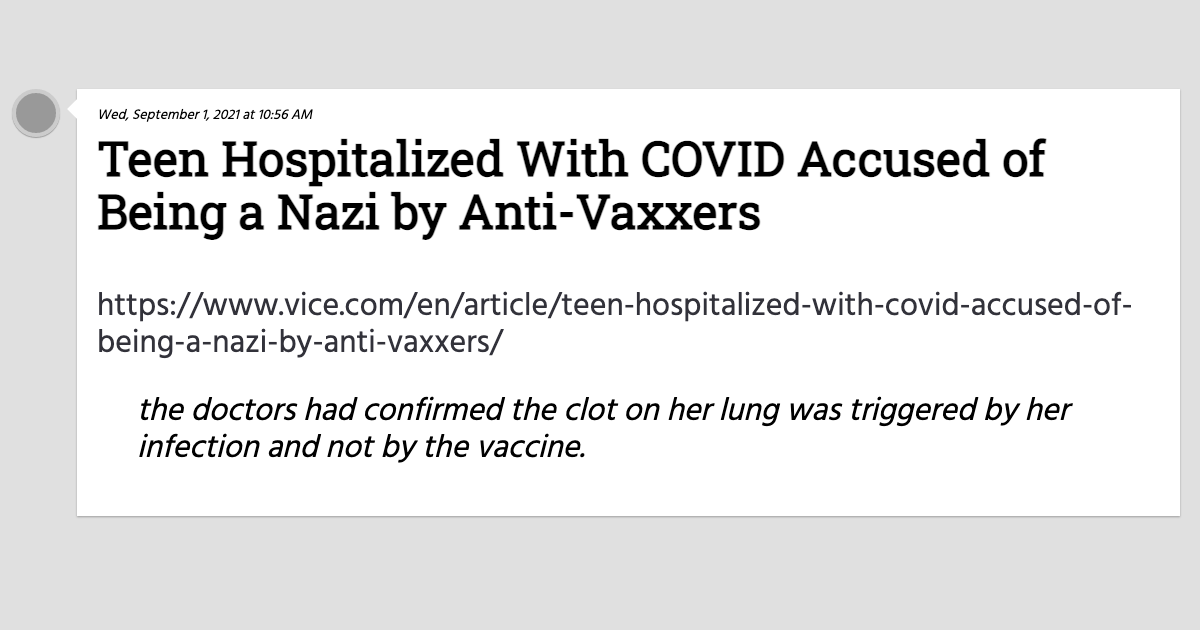 Wed, September 1, 2021 at 10:56 AM
Teen Hospitalized With COVID Accused of
Being a Nazi by Anti-Vaxxers
https://www.vice.com/en/article/teen-hospitalized-with-covid-accused-of-
being-a-nazi-by-anti-vaxxers/
the doctors had confirmed the clot on her lung was triggered by her
infection and not by the vaccine.